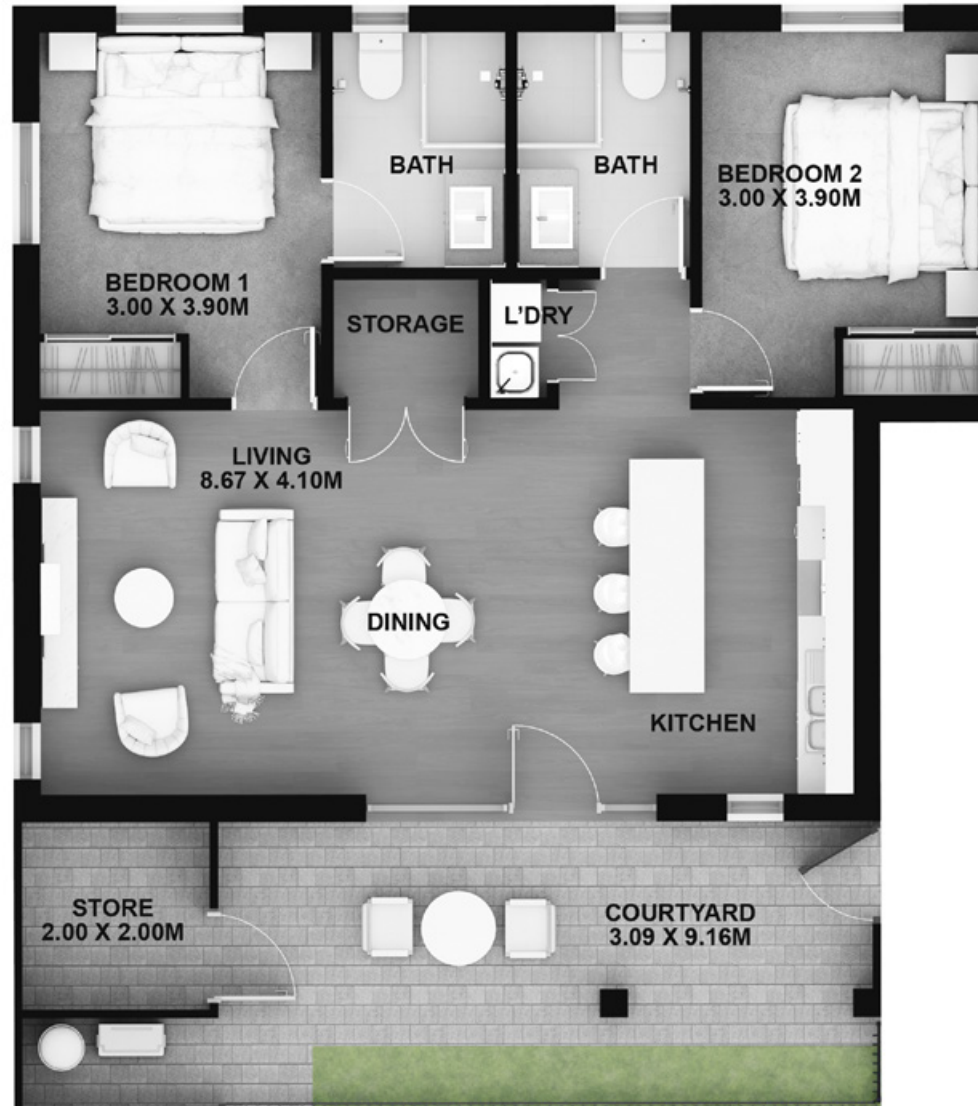 BATH
BATH
BEDROOM 2
3.00 X 3.90M
BEDROOM 1
3.00 X 3.90M
STORAGE
L'DRY
LIVING
8.67 X 4.10M
DINING
KITCHEN
STORE
2.00 X 2.00M
COURTYARD
3.09 X 9.16M